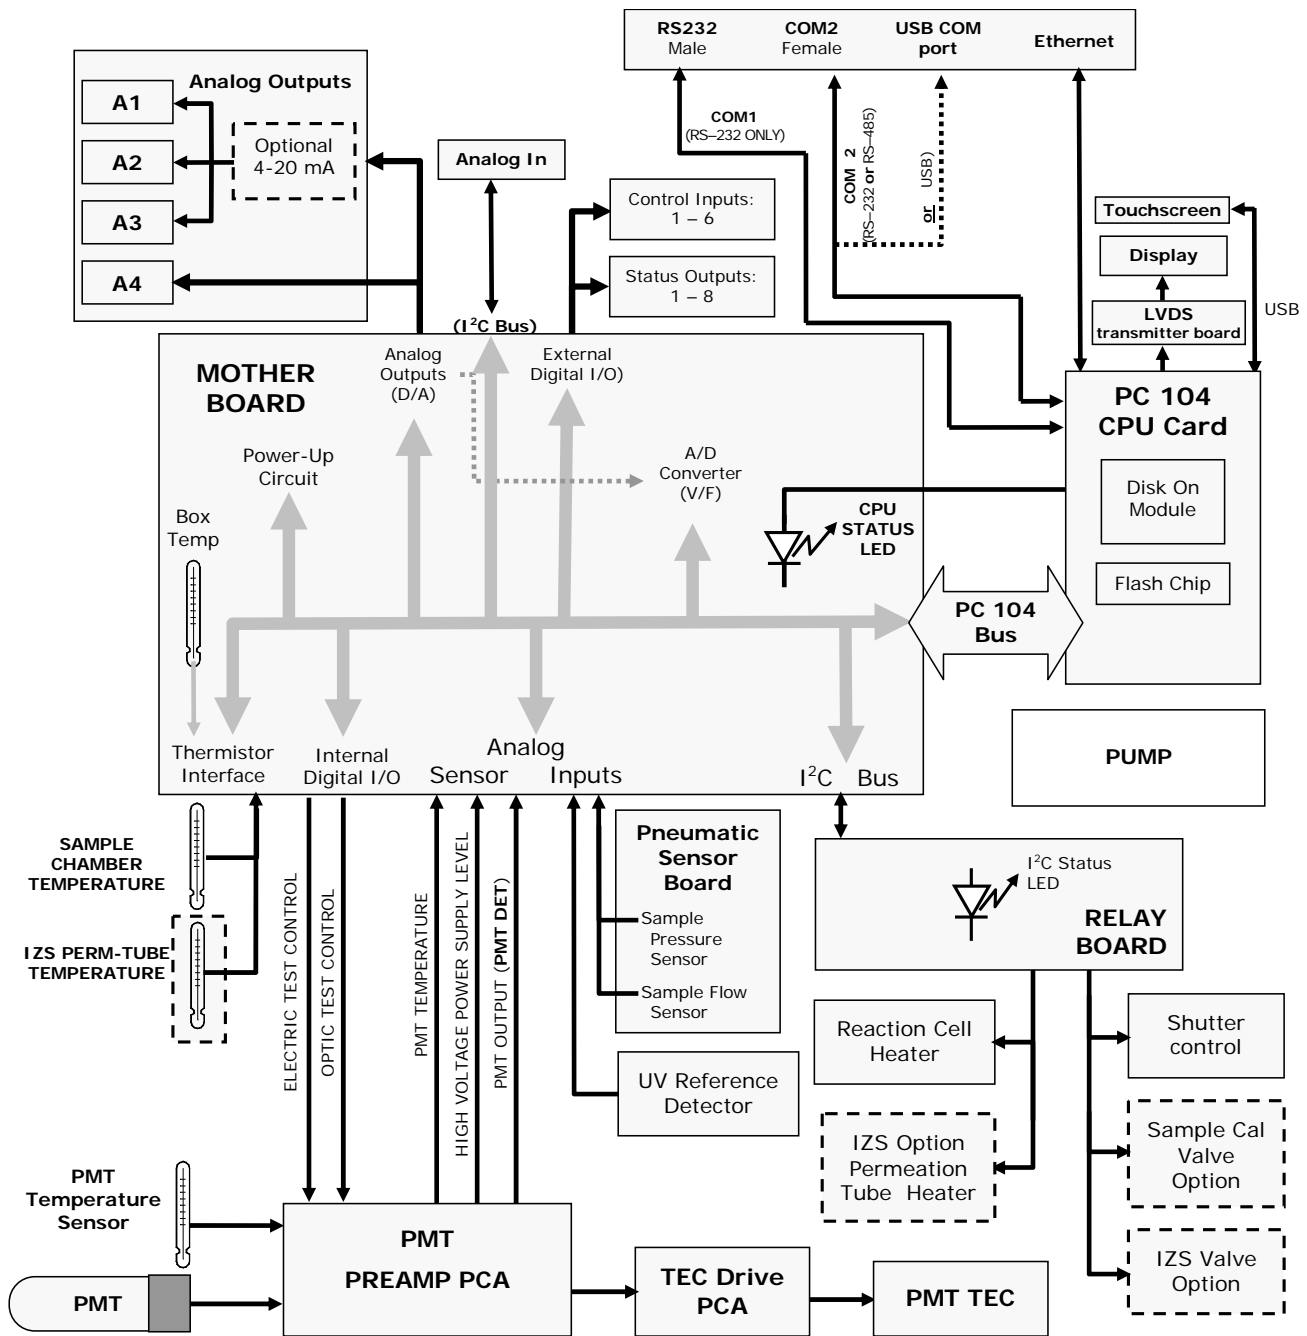 RS232
Male
COM2
Female
USB COM
port
Ethernet
Analog Outputs
A1
A2
A3
A4
Optional
4-20 mA
Analog In
COM1
(RS–232 ONLY)
COM 2
(RS–232 or RS–485)
or USB)
Control Inputs:
1 – 6
Status Outputs:
1 – 8
Touchscreen
Display
LVDS
transmitter board
USB
(I²C Bus)
MOTHER
BOARD
Analog
Outputs
(D/A)
External
Digital I/O)
Power-Up
Circuit
A/D
Converter
(V/F)
Box
Temp
CPU
STATUS
LED
PC 104
CPU Card
Disk On
Module
Flash Chip
PC 104
Bus
Thermistor
Interface
Internal
Digital I/O
Analog
Sensor Inputs
I²C Bus
PUMP
SAMPLE
CHAMBER
TEMPERATURE
IZS PERM-TUBE
TEMPERATURE
ELECTRIC TEST CONTROL
OPTIC TEST CONTROL
PMT TEMPERATURE
HIGH VOLTAGE POWER SUPPLY LEVEL
PMT OUTPUT (PMT DET)
Pneumatic
Sensor
Board
Sample
Pressure
Sensor
Sample Flow
Sensor
UV Reference
Detector
I²C Status
LED
RELAY
BOARD
Reaction Cell
Heater
IZS Option
Permeation
Tube Heater
Shutter
control
Sample Cal
Valve
Option
IZS Valve
Option
PMT
Temperature
Sensor
PMT
PMT
PREAMP PCA
TEC Drive
PCA
PMT TEC